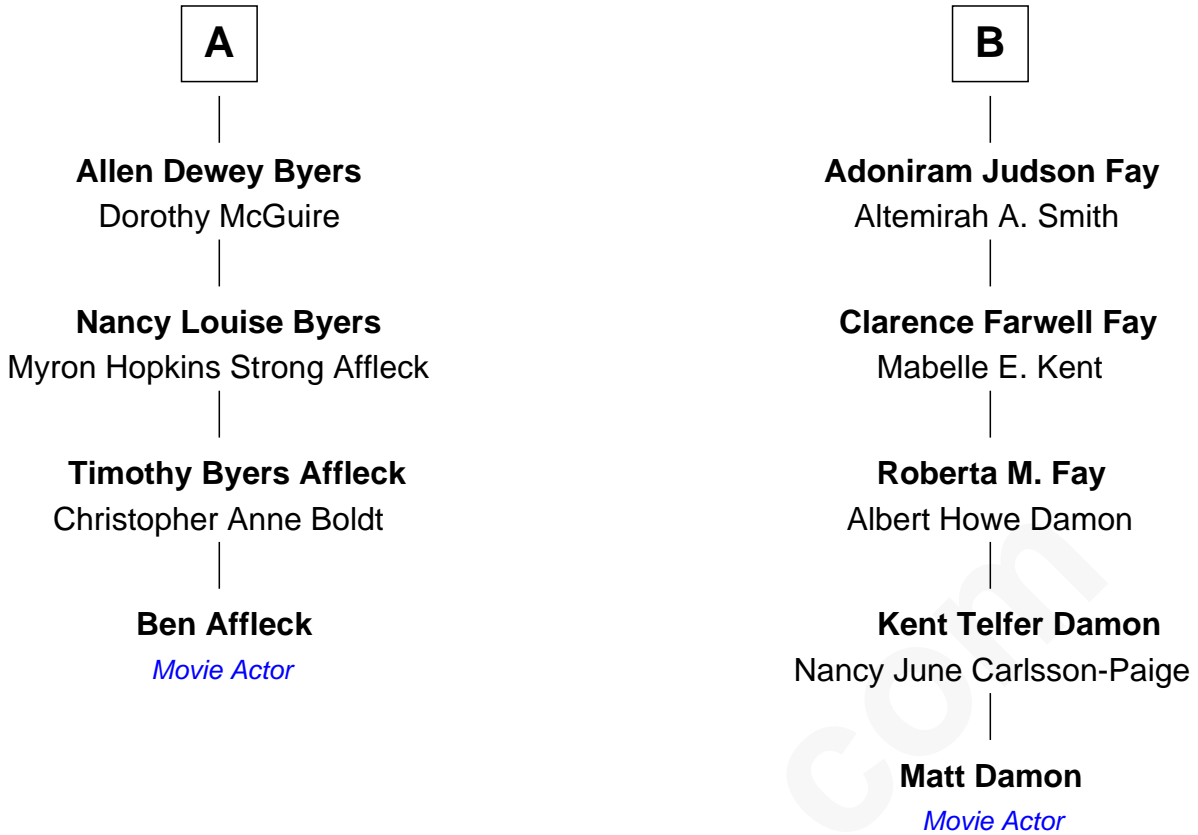 A
Allen Dewey Byers
Dorothy McGuire
Nancy Louise Byers
Myron Hopkins Strong Affleck
Timothy Byers Affleck
Christopher Anne Boldt
Ben Affleck
Movie Actor
B
Adoniram Judson Fay
Altemirah A. Smith
Clarence Farwell Fay
Mabelle E. Kent
Roberta M. Fay
Albert Howe Damon
Kent Telfer Damon
Nancy June Carlsson-Paige
Matt Damon
Movie Actor
com